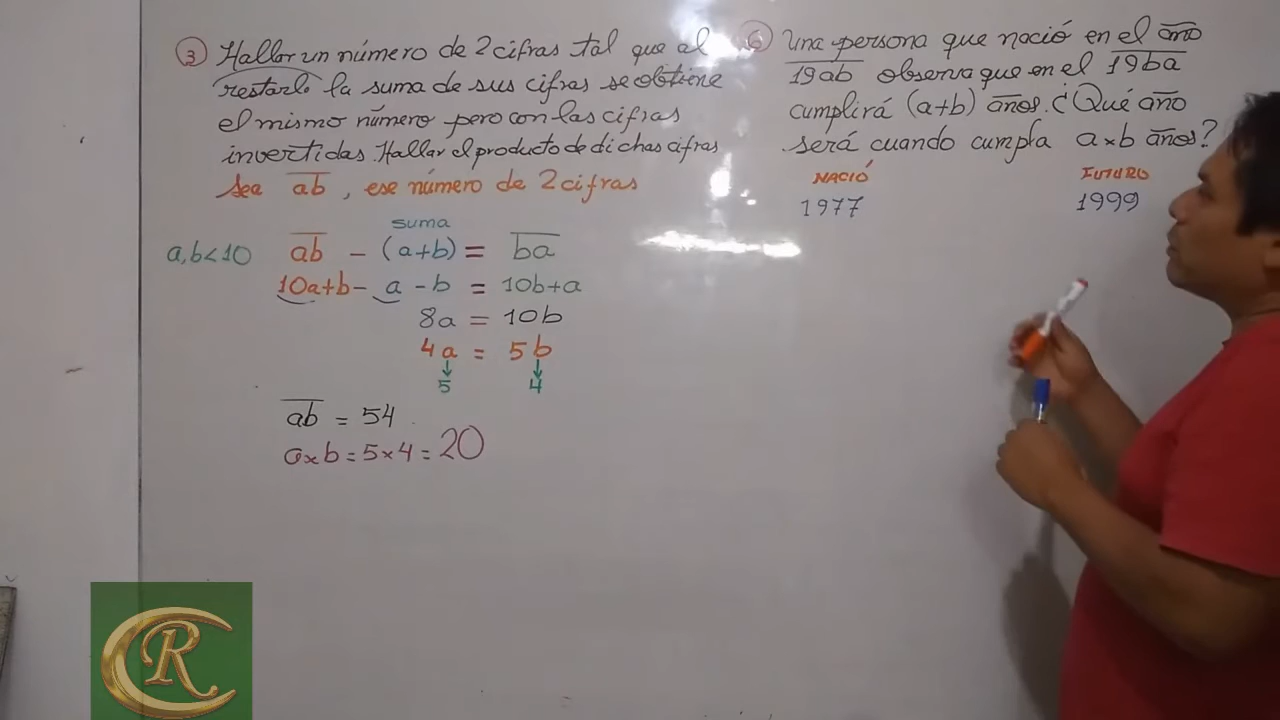 3 Hallar un número de 2 cifras tal que al
restarle la suma de sus cifras se obtiene
el mismo número pero con las cifras
invertidas. Hallar el producto de dichas cifras
Sea ab, ese número de 2 cifras
suma
a,b<10 ab - (a+b) = ba
10a+b- a - b = 10b+a
8a = 10b
4a = 5b
5 4
ab = 54
axb = 5x4 = 20
6 Una persona que nació en el año
19ab observa que en el 19ba
cumplirá (a+b) años. ¿Qué año
será cuando cumpla axb años?
NACIÓ FUTURO
1977 1999
CR